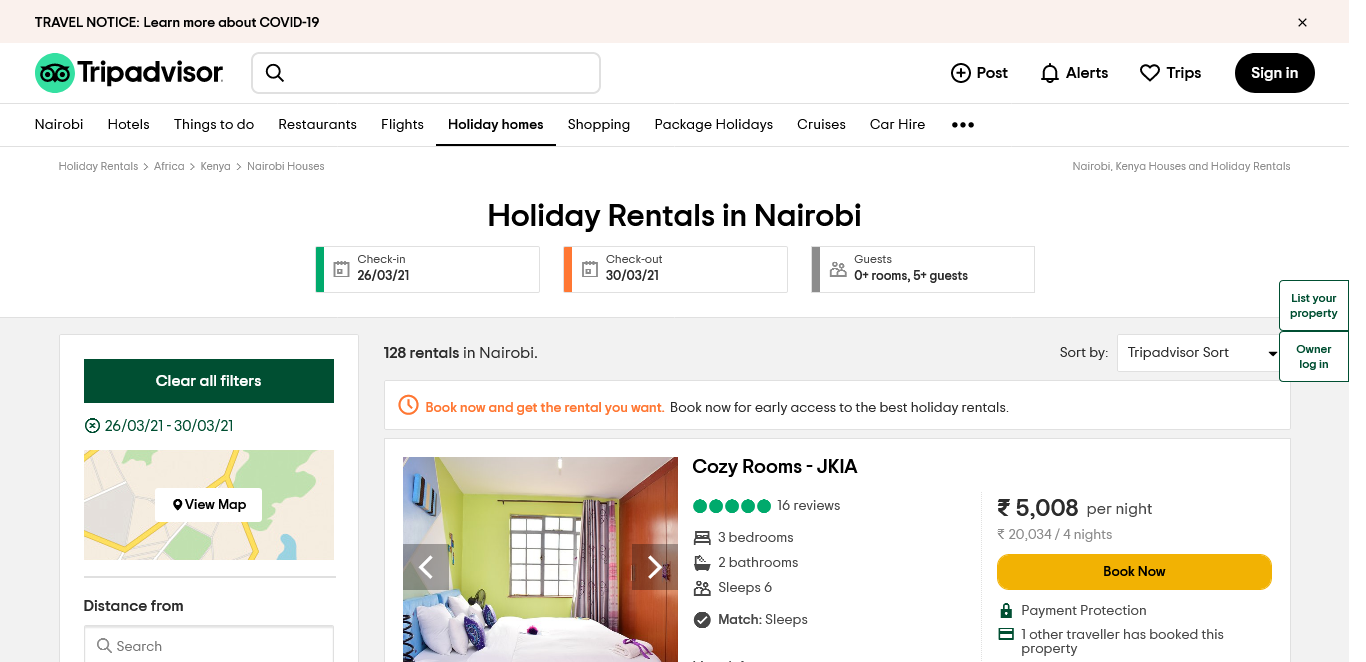 TRAVEL NOTICE: Learn more about COVID-19
Tripadvisor
Post
Alerts
Trips
Sign in
Nairobi
Hotels
Things to do
Restaurants
Flights
Holiday homes
Shopping
Package Holidays
Cruises
Car Hire
Holiday Rentals > Africa > Kenya > Nairobi Houses
Nairobi, Kenya Houses and Holiday Rentals
Holiday Rentals in Nairobi
Check-in
26/03/21
Check-out
30/03/21
Guests
0+ rooms, 5+ guests
List your
property
Owner
log in
Clear all filters
26/03/21 - 30/03/21
View Map
Distance from
Search
128 rentals in Nairobi.
Sort by:
Tripadvisor Sort
Book now and get the rental you want. Book now for early access to the best holiday rentals.
Cozy Rooms - JKIA
16 reviews
3 bedrooms
2 bathrooms
Sleeps 6
Match: Sleeps
₹ 5,008 per night
₹ 20,034 / 4 nights
Book Now
Payment Protection
1 other traveller has booked this
property